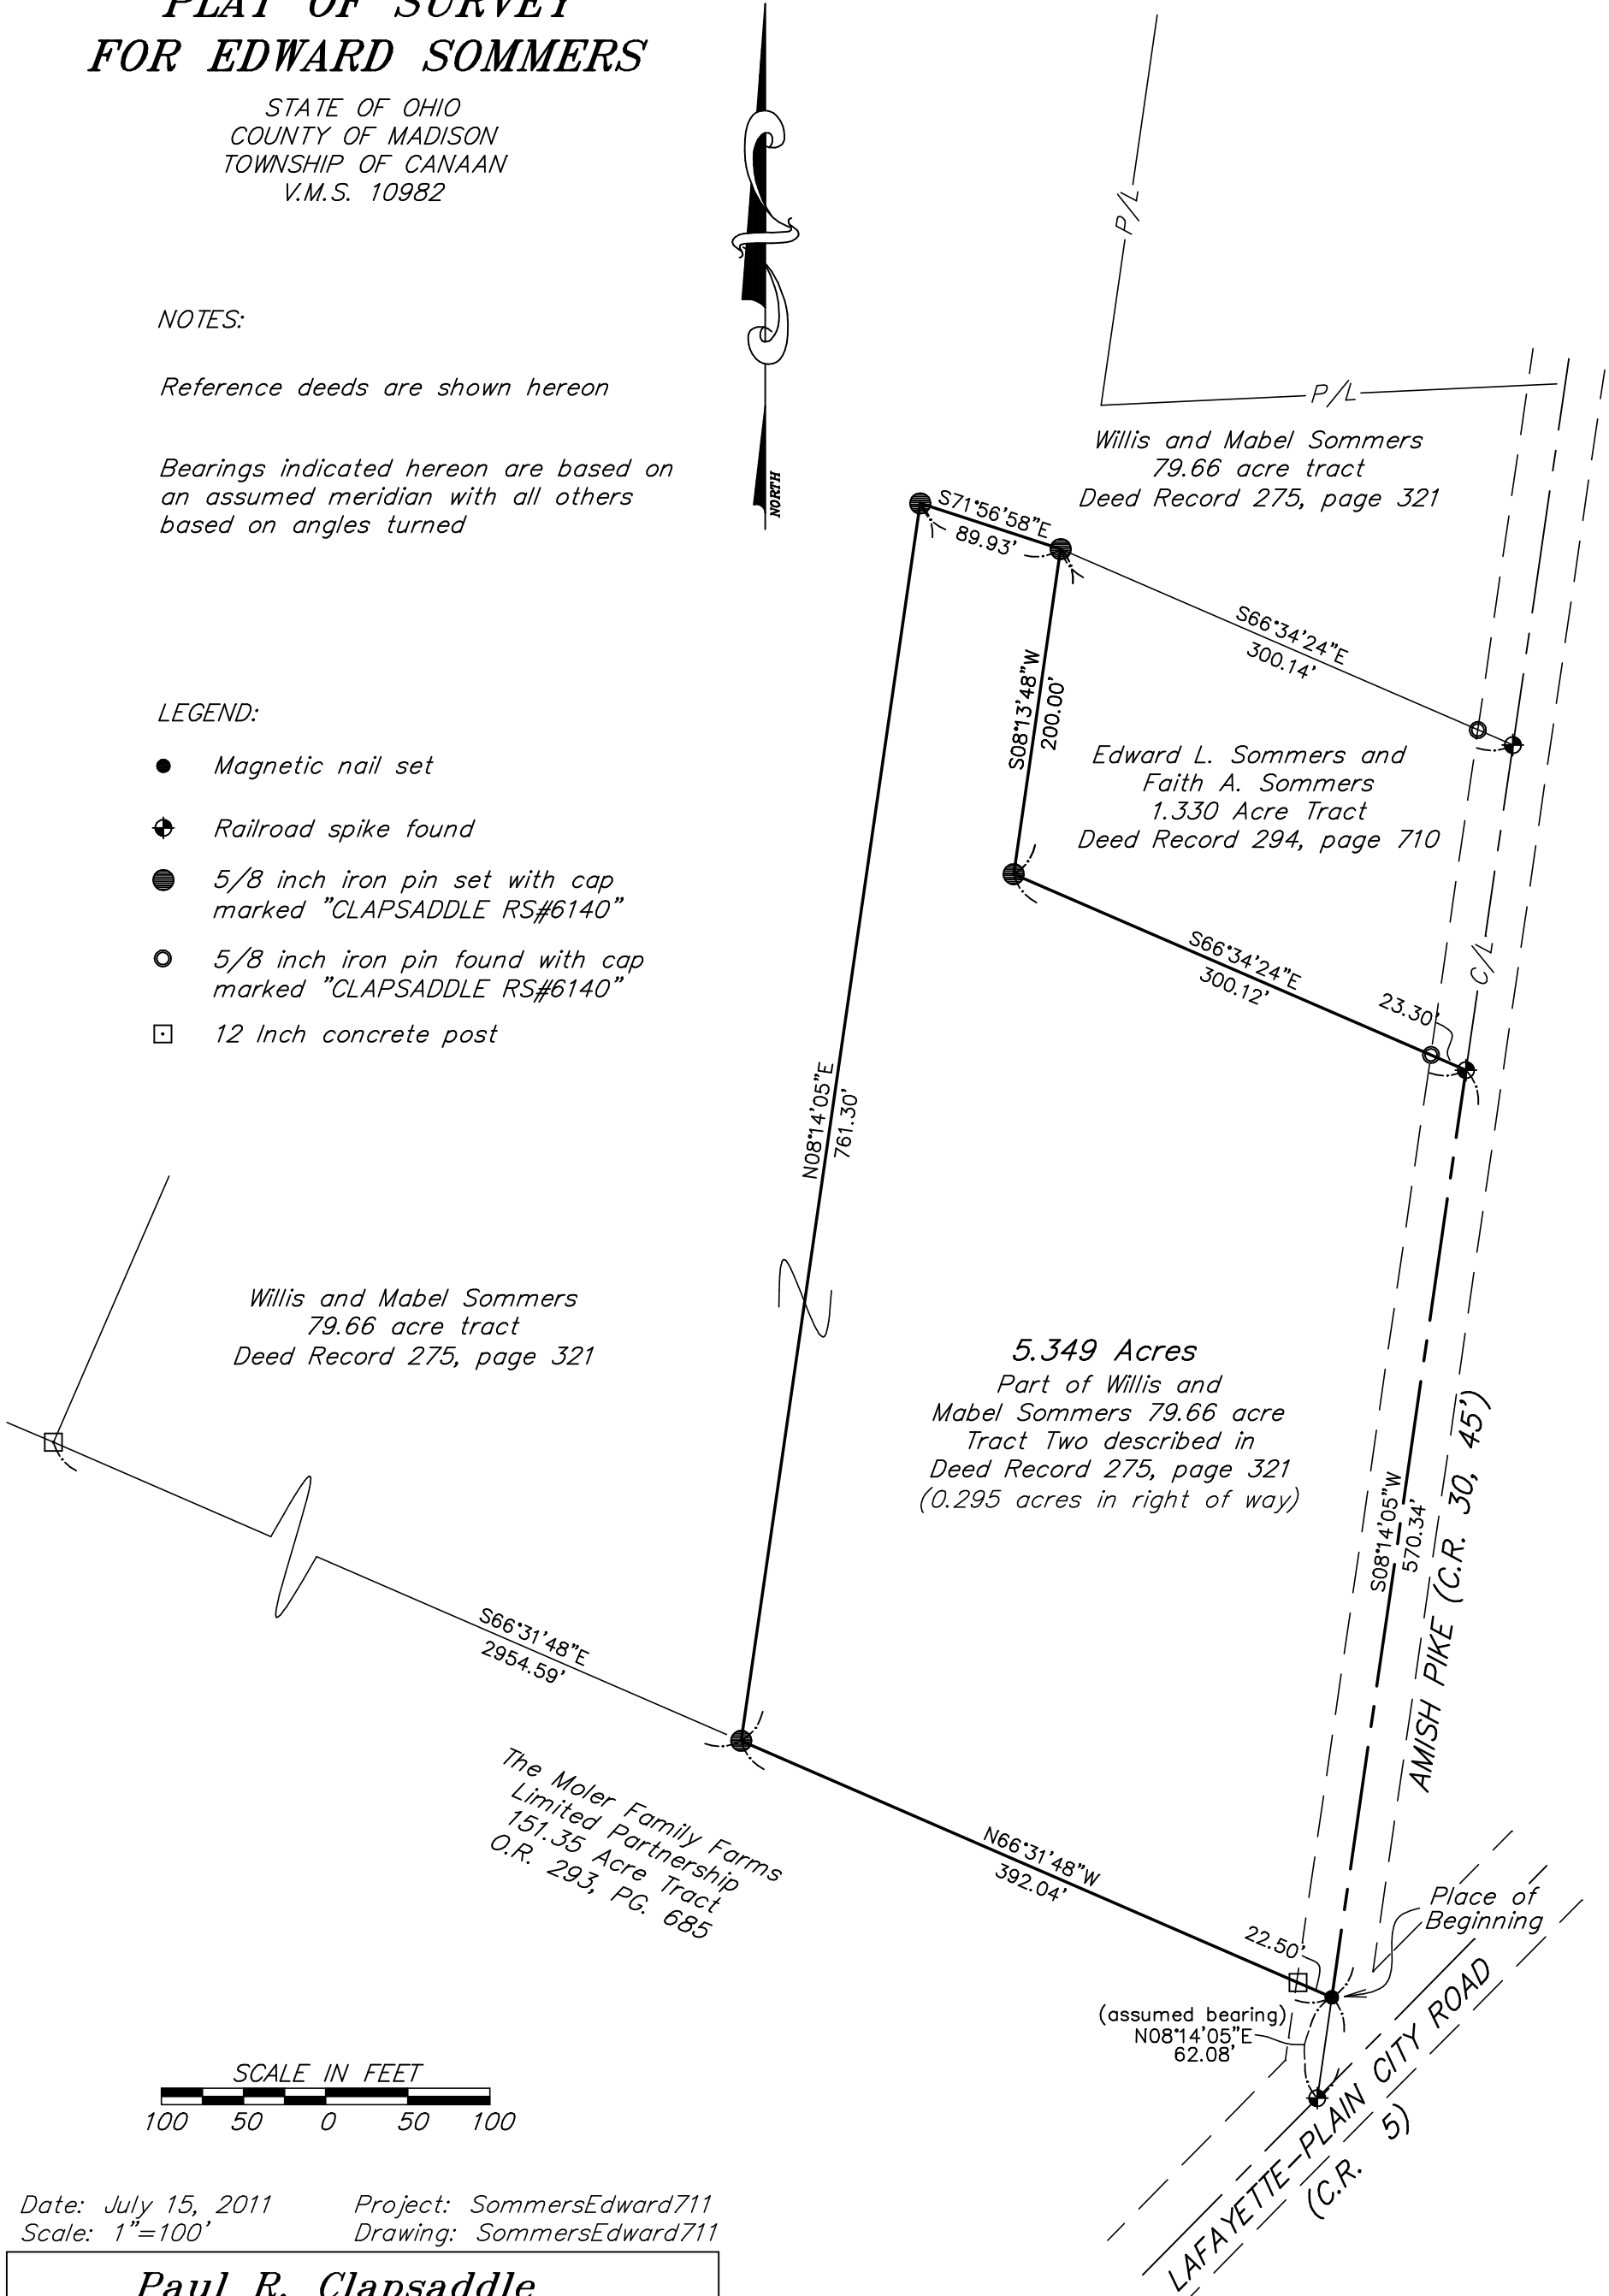 PLAT OF SURVEY
FOR EDWARD SOMMERS
STATE OF OHIO
COUNTY OF MADISON
TOWNSHIP OF CANAAN
V.M.S. 10982
NORTH
NOTES:
Reference deeds are shown hereon
Bearings indicated hereon are based on
an assumed meridian with all others
based on angles turned
LEGEND:
Magnetic nail set
Railroad spike found
5/8 inch iron pin set with cap
marked "CLAPSADDLE RS#6140"
5/8 inch iron pin found with cap
marked "CLAPSADDLE RS#6140"
12 Inch concrete post
P/L
P/L
Willis and Mabel Sommers
79.66 acre tract
Deed Record 275, page 321
S71°56'58"E
89.93'
S66°34'24"E
300.14'
S08°13'48"W
200.00'
Edward L. Sommers and
Faith A. Sommers
1.330 Acre Tract
Deed Record 294, page 710
S66°34'24"E
300.12'
23.30'
C/L
N08°14'05"E
761.30'
Willis and Mabel Sommers
79.66 acre tract
Deed Record 275, page 321
5.349 Acres
Part of Willis and
Mabel Sommers 79.66 acre
Tract Two described in
Deed Record 275, page 321
(0.295 acres in right of way)
S08°14'05"W
570.34'
AMISH PIKE (C.R. 30, 45')
S66°31'48"E
2954.59'
The Moler Family Farms
Limited Partnership
151.35 Acre Tract
O.R. 293, PG. 685
N66°31'48"W
392.04'
22.50'
Place of
Beginning
(assumed bearing)
N08°14'05"E
62.08'
LAFAYETTE-PLAIN CITY ROAD
(C.R. 5)
SCALE IN FEET
100 50 0 50 100
Date: July 15, 2011 Project: SommersEdward711
Scale: 1"=100' Drawing: SommersEdward711
Paul R. Clapsaddle